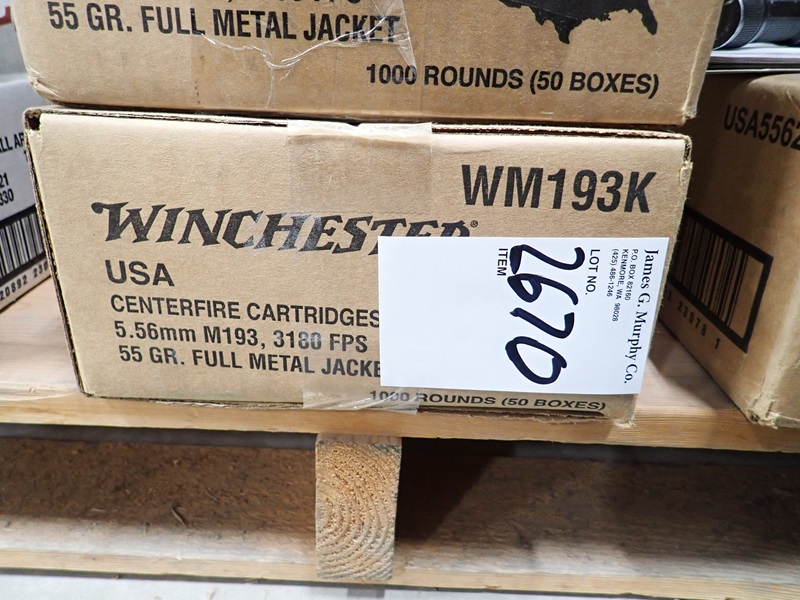 55 GR. FULL METAL JACKET
1000 ROUNDS (50 BOXES)
WM193K
WINCHESTER®
USA
CENTERFIRE CARTRIDGES
5.56mm M193, 3180 FPS
55 GR. FULL METAL JACKE
1000 ROUNDS (50 BOXES)
James G. Murphy Co.
P.O. BOX 82160
KENMORE, WA 98028
(425) 486-1246
LOT NO.
2670
ITEM
USA5562